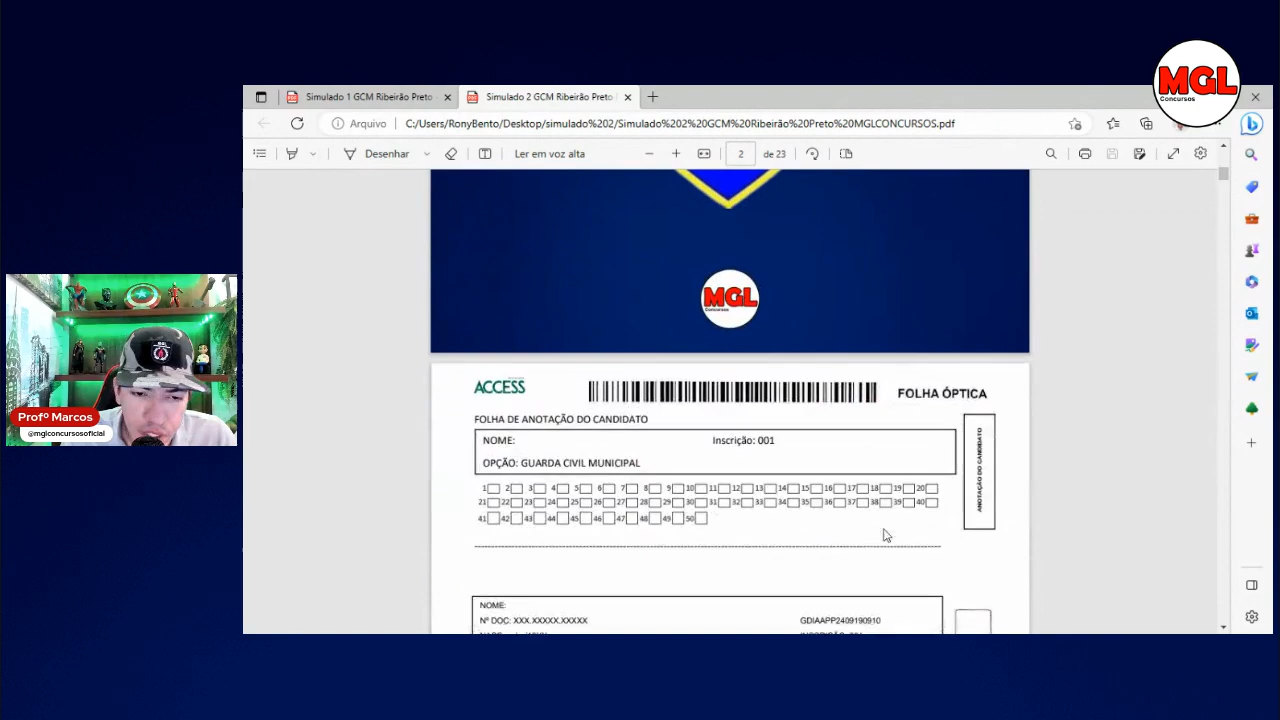 MGL
Concursos
Simulado 1 GCM Ribeirão Preto
Simulado 2 GCM Ribeirão Preto
Arquivo
C:/Users/RonyBento/Desktop/simulado%202/Simulado%202%20GCM%20Ribeirão%20Preto%20MGLCONCURSOS.pdf
Desenhar
Ler em voz alta
2
de 23
MGL
Concursos
ACCESS
FOLHA ÓPTICA
FOLHA DE ANOTAÇÃO DO CANDIDATO
NOME: Inscrição: 001
OPÇÃO: GUARDA CIVIL MUNICIPAL
ANOTAÇÃO DO CANDIDATO
1 2 3 4 5 6 7 8 9 10 11 12 13 14 15 16 17 18 19 20
21 22 23 24 25 26 27 28 29 30 31 32 33 34 35 36 37 38 39 40
41 42 43 44 45 46 47 48 49 50
NOME:
Nº DOC: XXX.XXXXX.XXXXX GDIAAPP2409190910
Profº Marcos
@mglconcursosoficial